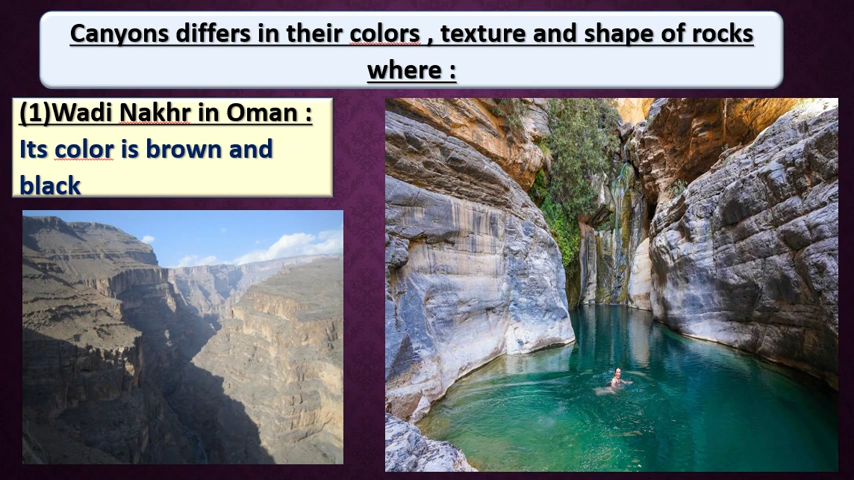 Canyons differs in their colors , texture and shape of rocks
where :
(1)Wadi Nakhr in Oman :
Its color is brown and
black